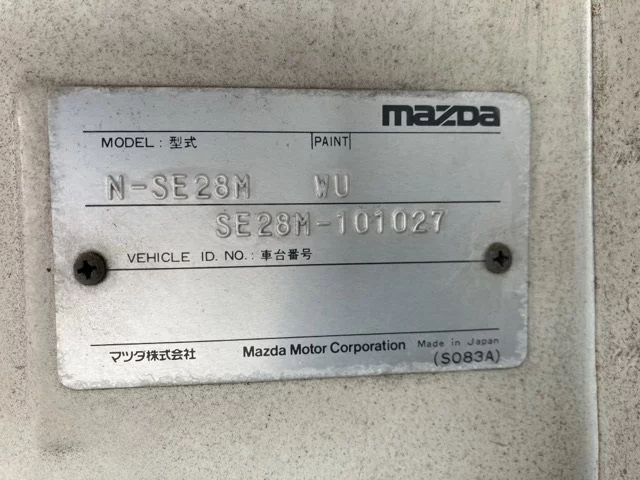 mazda
MODEL: 型式 |PAINT|
N-SE28M WU
SE28M-101027
VEHICLE ID. NO.: 車台番号
マツダ株式会社 Mazda Motor Corporation Made in Japan
(S083A)